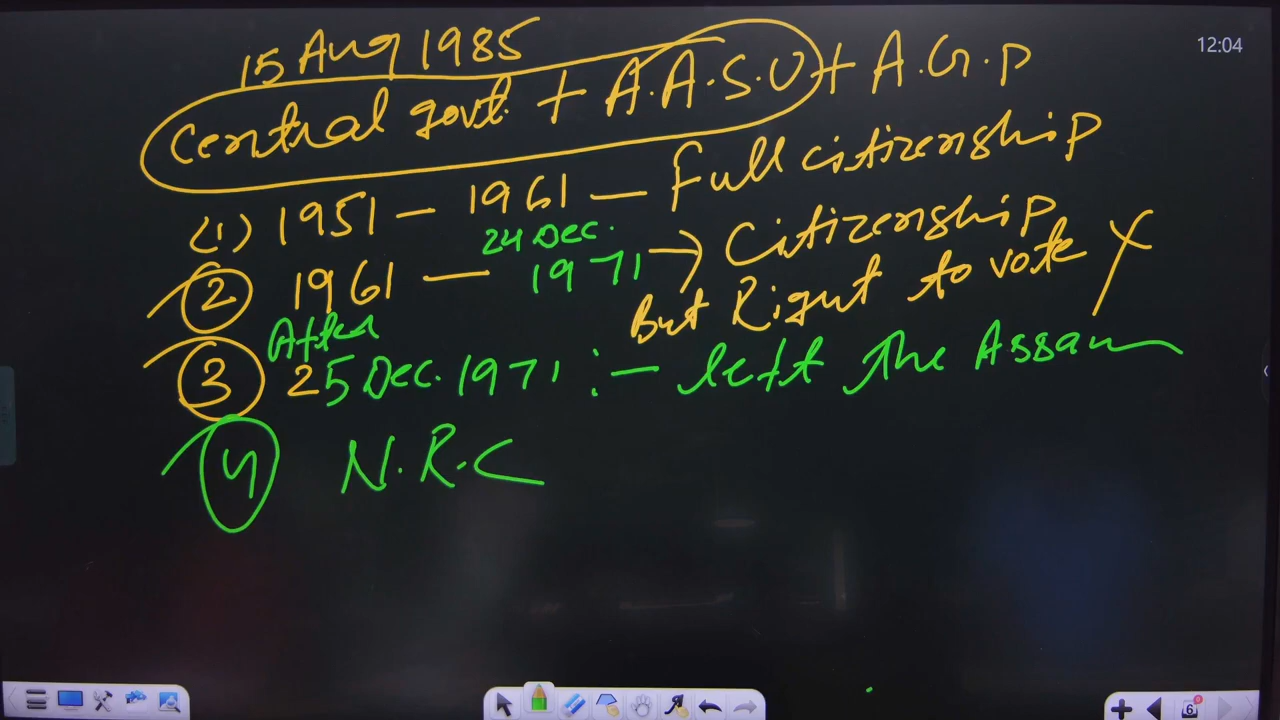 12:04
15 Aug 1985
Central govt. + A.A.S.U + A.G.P
(1) 1951 – 1961 – Full citizenship
24 Dec.
2 1961 — 1971 → Citizenship
But Right to vote X
After
3 25 Dec. 1971 :– left the Assam
4 N.R.C